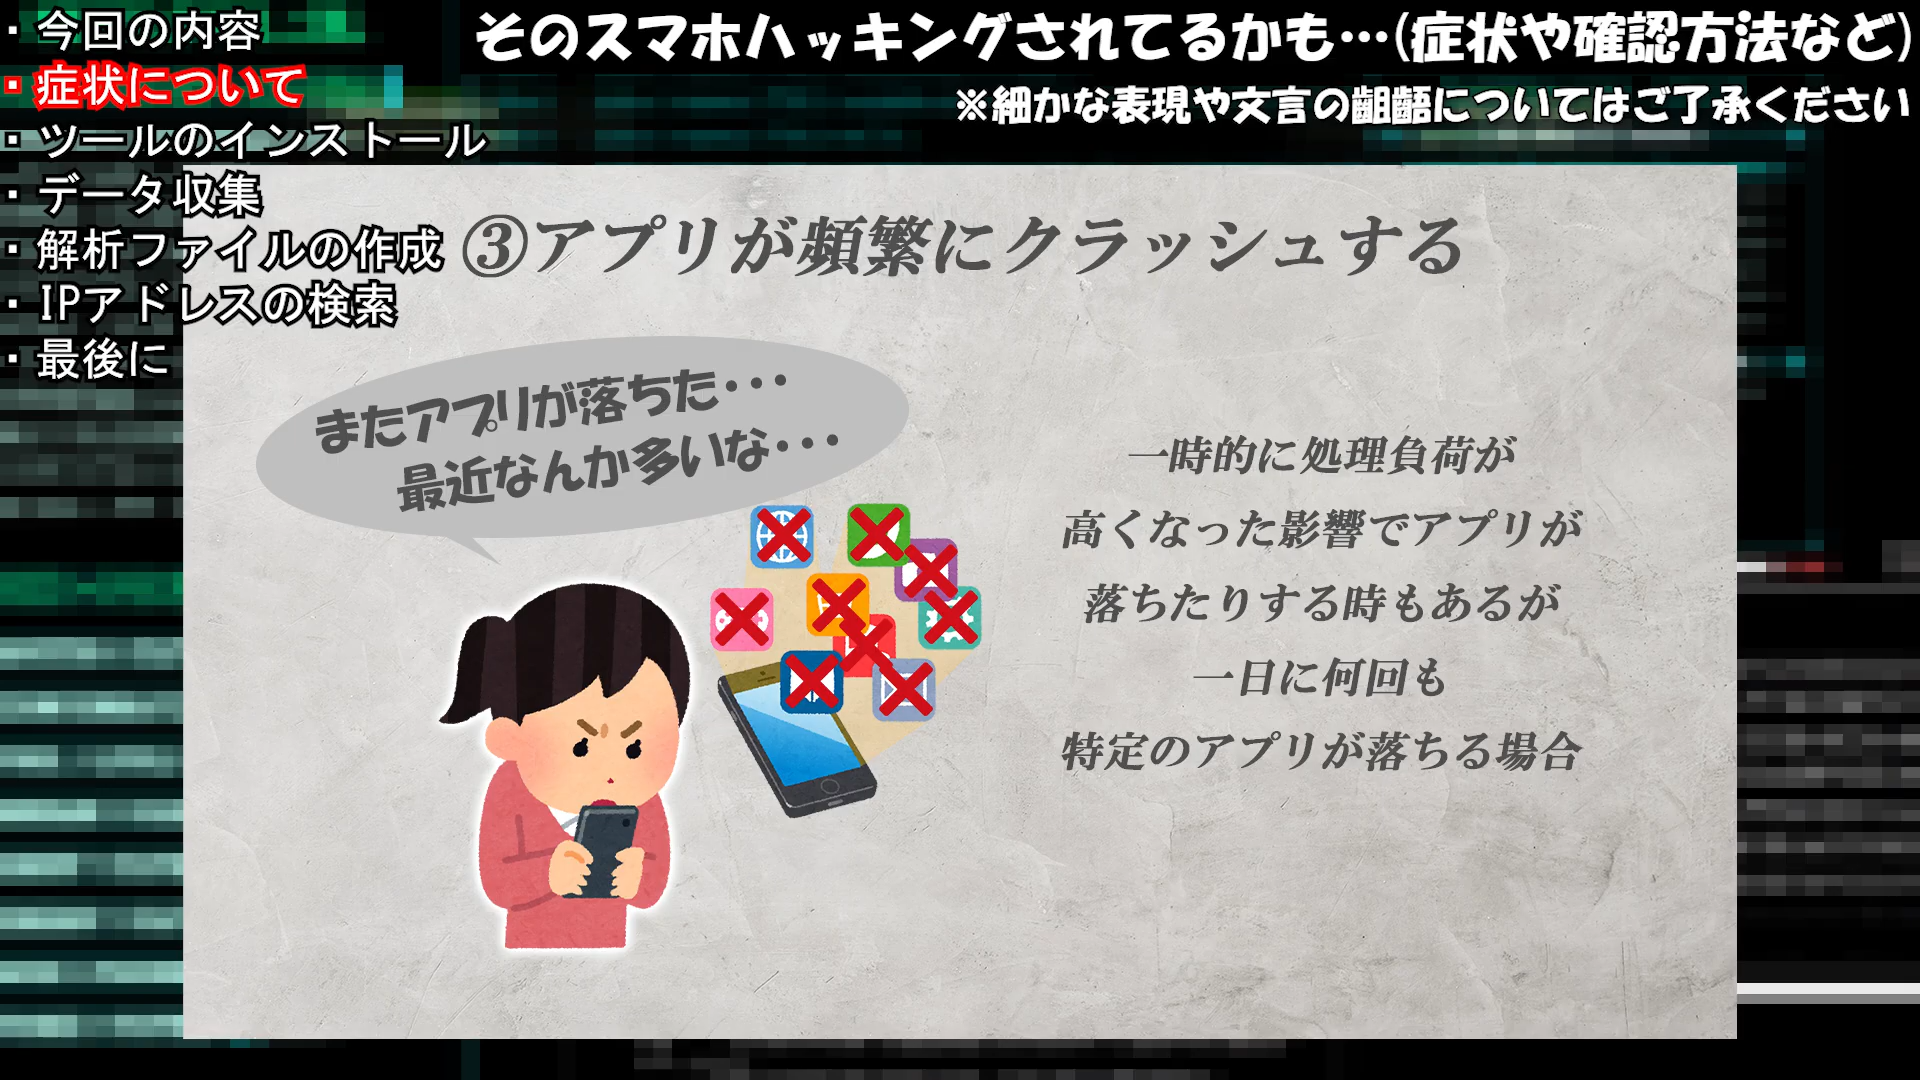 ・今回の内容
・症状について
・ツールのインストール
・データ収集
・解析ファイルの作成
・IPアドレスの検索
・最後に
そのスマホハッキングされてるかも…(症状や確認方法など)
※細かな表現や文言の齟齬についてはご了承ください
③アプリが頻繁にクラッシュする
またアプリが落ちた・・・
最近なんか多いな・・・
一時的に処理負荷が
高くなった影響でアプリが
落ちたりする時もあるが
一日に何回も
特定のアプリが落ちる場合